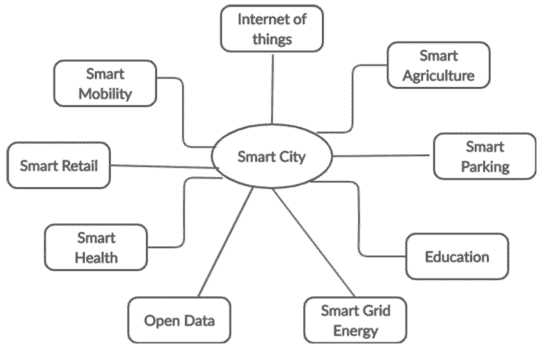 Internet of
things
Smart
Agriculture
Smart
Mobility
Smart City
Smart
Parking
Smart Retail
Smart
Health
Education
Open Data
Smart Grid
Energy